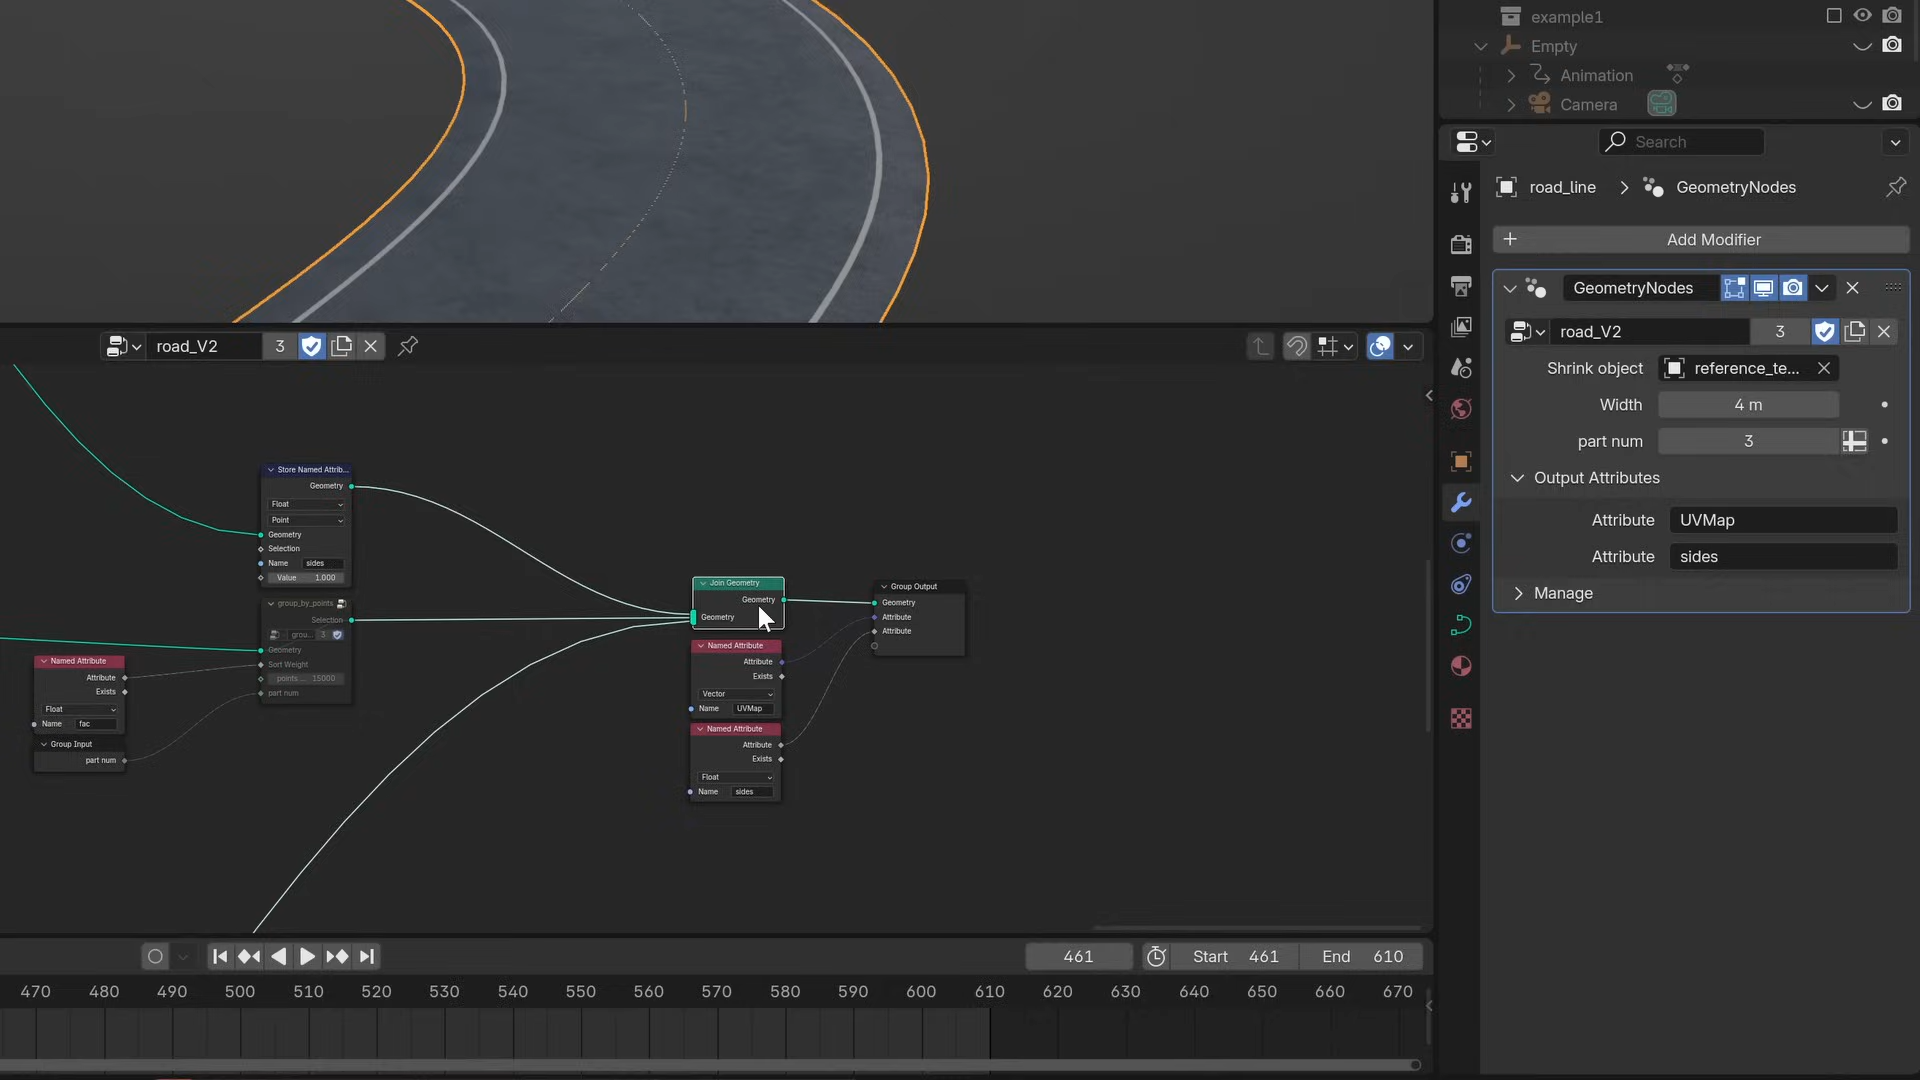 example1
Empty
Animation
Camera
Search
road_line
GeometryNodes
Add Modifier
GeometryNodes
road_V2
3
Shrink object
reference_te...
Width
4 m
part num
3
Output Attributes
Attribute
UVMap
Attribute
sides
Manage
road_V2
3
Store Named Attrib...
Geometry
Float
Point
Geometry
Selection
Name
sides
Value
1.000
group_by_points
Selection
grou...
3
Geometry
Sort Weight
points ...
15000
part num
Named Attribute
Attribute
Exists
Float
Name
fac
Group Input
part num
Join Geometry
Geometry
Geometry
Named Attribute
Attribute
Exists
Vector
Name
UVMap
Named Attribute
Attribute
Exists
Float
Name
sides
Group Output
Geometry
Attribute
Attribute
461
Start
461
End
610
470 480 490 500 510 520 530 540 550 560 570 580 590 600 610 620 630 640 650 660 670